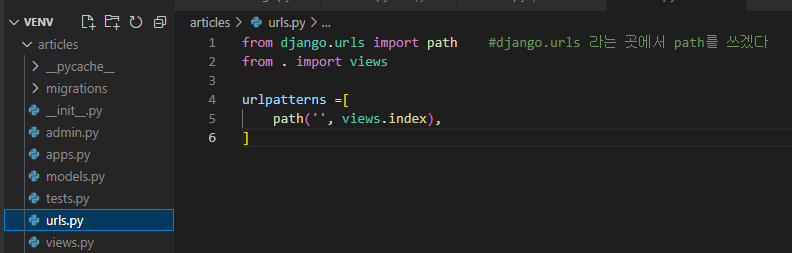 VENV
articles
__pycache__
migrations
__init__.py
admin.py
apps.py
models.py
tests.py
urls.py
views.py
articles > urls.py > ...
1 from django.urls import path #django.urls 라는 곳에서 path를 쓰겠다
2 from . import views
3
4 urlpatterns =[
5 path('', views.index),
6 ]